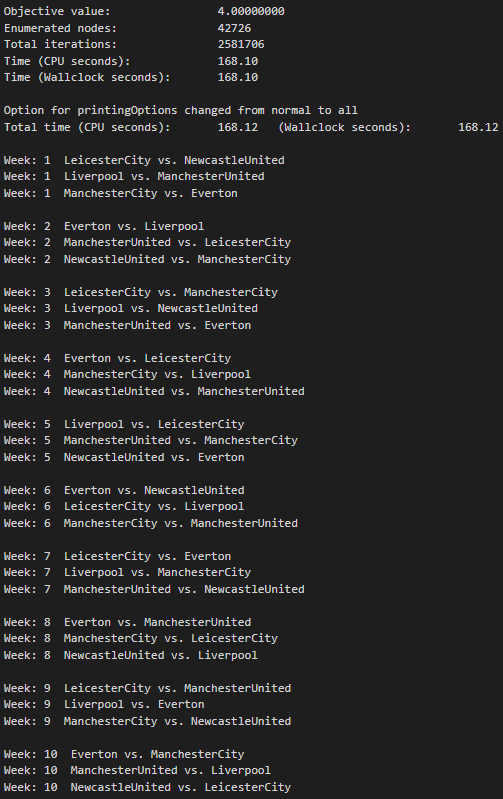 Objective value: 4.00000000
Enumerated nodes: 42726
Total iterations: 2581706
Time (CPU seconds): 168.10
Time (Wallclock seconds): 168.10
Option for printingOptions changed from normal to all
Total time (CPU seconds): 168.12 (Wallclock seconds): 168.12
Week: 1 LeicesterCity vs. NewcastleUnited
Week: 1 Liverpool vs. ManchesterUnited
Week: 1 ManchesterCity vs. Everton
Week: 2 Everton vs. Liverpool
Week: 2 ManchesterUnited vs. LeicesterCity
Week: 2 NewcastleUnited vs. ManchesterCity
Week: 3 LeicesterCity vs. ManchesterCity
Week: 3 Liverpool vs. NewcastleUnited
Week: 3 ManchesterUnited vs. Everton
Week: 4 Everton vs. LeicesterCity
Week: 4 ManchesterCity vs. Liverpool
Week: 4 NewcastleUnited vs. ManchesterUnited
Week: 5 Liverpool vs. LeicesterCity
Week: 5 ManchesterUnited vs. ManchesterCity
Week: 5 NewcastleUnited vs. Everton
Week: 6 Everton vs. NewcastleUnited
Week: 6 LeicesterCity vs. Liverpool
Week: 6 ManchesterCity vs. ManchesterUnited
Week: 7 LeicesterCity vs. Everton
Week: 7 Liverpool vs. ManchesterCity
Week: 7 ManchesterUnited vs. NewcastleUnited
Week: 8 Everton vs. ManchesterUnited
Week: 8 ManchesterCity vs. LeicesterCity
Week: 8 NewcastleUnited vs. Liverpool
Week: 9 LeicesterCity vs. ManchesterUnited
Week: 9 Liverpool vs. Everton
Week: 9 ManchesterCity vs. NewcastleUnited
Week: 10 Everton vs. ManchesterCity
Week: 10 ManchesterUnited vs. Liverpool
Week: 10 NewcastleUnited vs. LeicesterCity